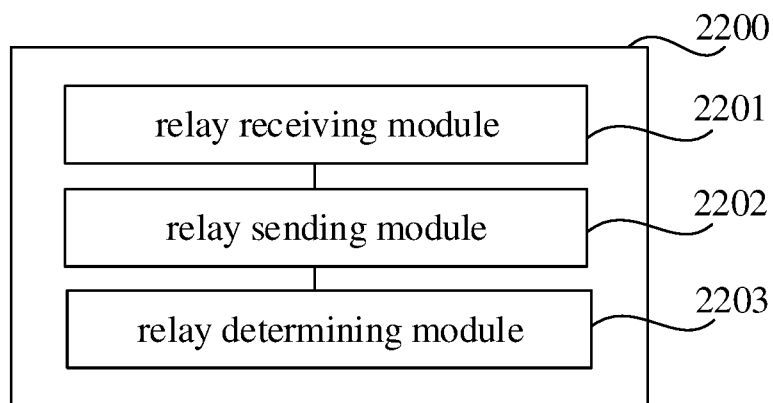 2200
relay receiving module
2201
relay sending module
2202
relay determining module
2203